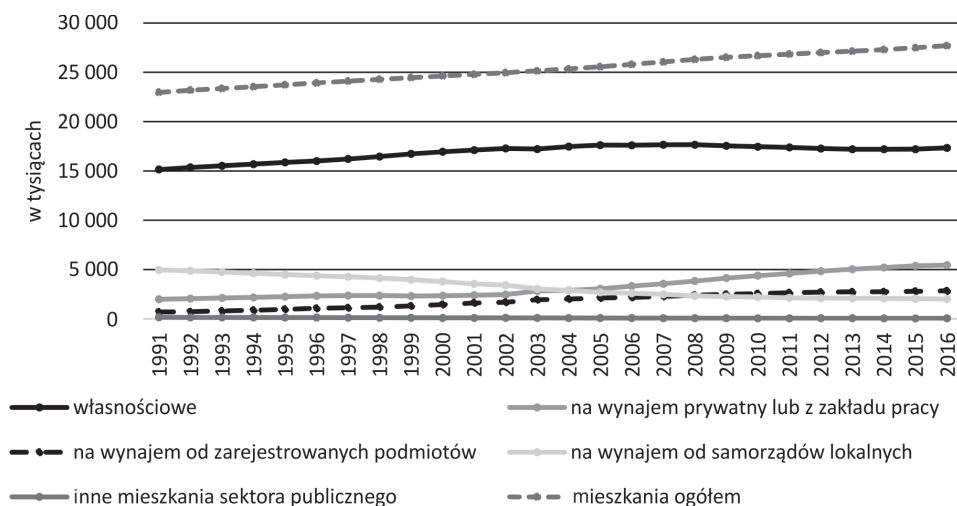 30 000
25 000
20 000
15 000
10 000
5 000
0
w tysiącach
1991 1992 1993 1994 1995 1996 1997 1998 1999 2000 2001 2002 2003 2004 2005 2006 2007 2008 2009 2010 2011 2012 2013 2014 2015 2016
własnościowe na wynajem prywatny lub z zakładu pracy
na wynajem od zarejestrowanych podmiotów na wynajem od samorządów lokalnych
inne mieszkania sektora publicznego mieszkania ogółem